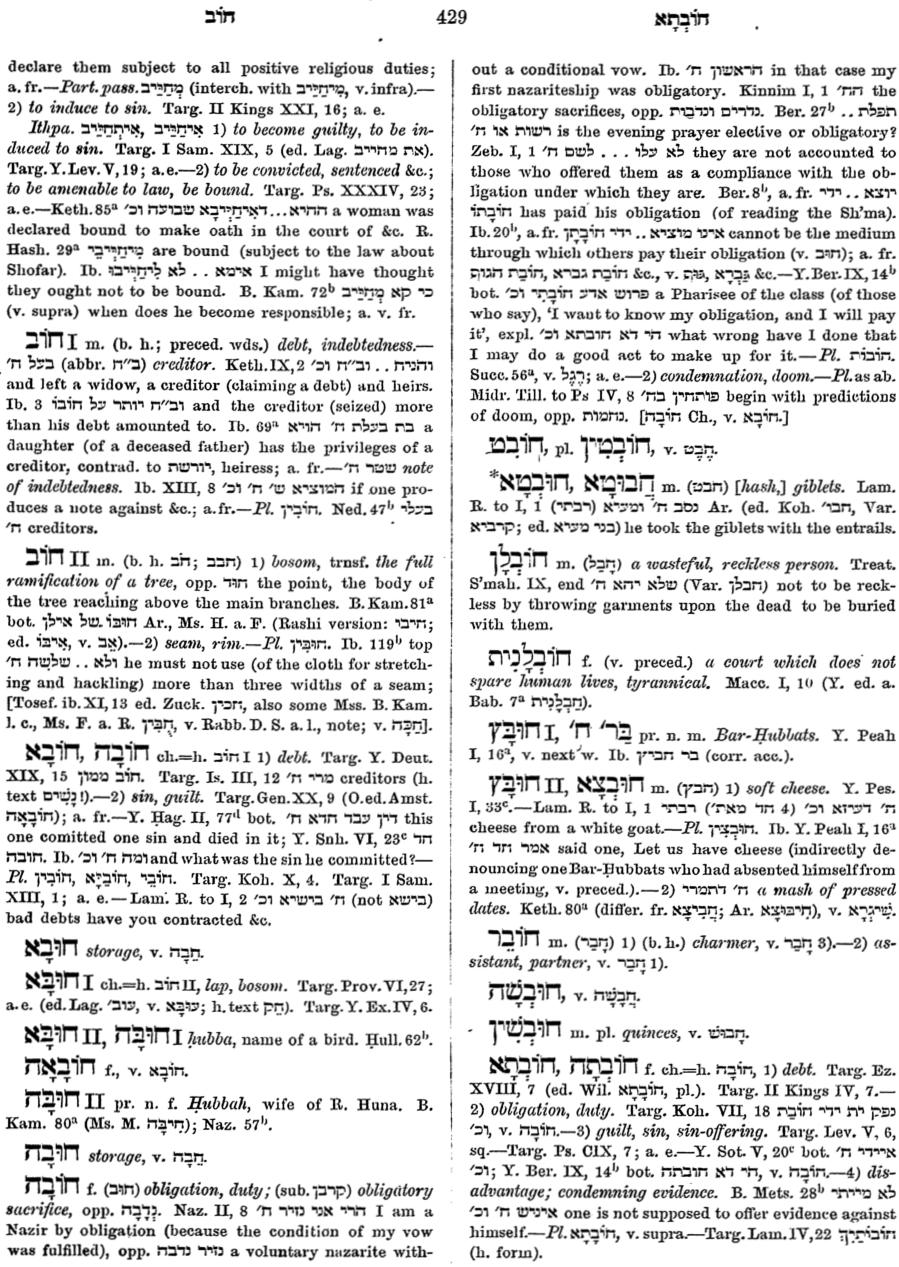 חוֹב
429
חוֹבְתָא
declare them subject to all positive religious duties;
a. fr.—Part. pass. מְחַיַּיב (interch. with מִיחַיַּיב, v. infra).—
2) to induce to sin. Targ. II Kings XXI, 16; a. e.
Ithpa. אִיחַיַּיב, אִיתְחַיַּיב 1) to become guilty, to be in-
duced to sin. Targ. I Sam. XIX, 5 (ed. Lag. את מחייב).
Targ. Y. Lev. V, 19; a. e.—2) to be convicted, sentenced &c.;
to be amenable to law, be bound. Targ. Ps. XXXIV, 23;
a. e.—Keth. 85ᵃ ההיא...דאִיחַיְּיבָא שבועה וכ׳ a woman was
declared bound to make oath in the court of &c. R.
Hash. 29ᵃ מִיחַיְּיבֵי are bound (subject to the law about
Shofar). Ib. אימא .. לא לִיחַיְּיבוּ I might have thought
they ought not to be bound. B. Kam. 72ᵇ כי קא מְחַיַּיב
(v. supra) when does he become responsible; a. v. fr.
חוֹב I m. (b. h.; preced. wds.) debt, indebtedness.—
בעל ח׳ (abbr. ב״ח) creditor. Keth. IX, 2 והניח .. וב״ח וכ׳
and left a widow, a creditor (claiming a debt) and heirs.
Ib. 3 וב״ח יותר על חובו and the creditor (seized) more
than his debt amounted to. Ib. 69ᵃ בת בעלת ח׳ הויא a
daughter (of a deceased father) has the privileges of a
creditor, contrad. to יורשת, heiress; a. fr.—שטר ח׳ note
of indebtedness. Ib. XIII, 8 המוציא ש׳ ח׳ וכ׳ if one pro-
duces a note against &c.; a. fr.—Pl. חוֹבִין. Ned. 47ᵇ בעלי
ח׳ creditors.
חוֹב II m. (b. h. חֹב; חבב) 1) bosom, trnsf. the full
ramification of a tree, opp. חוּד the point, the body of
the tree reaching above the main branches. B. Kam. 81ᵃ
bot. חוּבּוֹ של אילן Ar., Ms. H. a. F. (Rashi version: חיבו;
ed. אִיבּוֹ, v. אֵב).—2) seam, rim.—Pl. חוּבִּין. Ib. 119ᵇ top
ולא .. שלשה ח׳ he must not use (of the cloth for stretch-
ing and hackling) more than three widths of a seam;
[Tosef. ib. XI, 13 ed. Zuck. חכין, also some Mss. B. Kam.
l. c., Ms. F. a. R. חֻבִּין, v. Rabb. D. S. a. l., note; v. חַכָּה].
חוֹבָא, חוֹבָה ch.=h. חוֹב I 1) debt. Targ. Y. Deut.
XIX, 15 חוֹב ממון. Targ. Is. III, 12 מרי ח׳ creditors (h.
text נָשִׁים!).—2) sin, guilt. Targ. Gen. XX, 9 (O. ed. Amst.
חוֹבָאָה); a. fr.—Y. Ḥag. II, 77ᵈ bot. דין עבד חדא ח׳ this
one comitted one sin and died in it; Y. Snh. VI, 23ᶜ חד
חובה. Ib. ומה ח׳ וכ׳ and what was the sin he committed?—
Pl. חוֹבֵי, חוֹבַיָּא, חוֹבִין. Targ. Koh. X, 4. Targ. I Sam.
XIII, 1; a. e.—Lam. R. to I, 2 ח׳ בישיא וכ׳ (not בישא)
bad debts have you contracted &c.
חוּבָא storage, v. חֲבָה.
חוּבָּא I ch.=h. חוֹב II, lap, bosom. Targ. Prov. VI, 27;
a. e. (ed. Lag. עוב׳, v. עוּבָּא; h. text חֵק). Targ. Y. Ex. IV, 6.
חוּבָּא II, חוּבָּה I ḥubba, name of a bird. Ḥull. 62ᵇ.
חוֹבָאָה f., v. חוֹבָא.
חוּבָּה II pr. n. f. Ḥubbah, wife of R. Huna. B.
Kam. 80ᵃ (Ms. M. חִיבָּה); Naz. 57ᵇ.
חוּבָה storage, v. חֲבָה.
חוֹבָה f. (חוּב) obligation, duty; (sub. קרבן) obligatory
sacrifice, opp. נְדָבָה. Naz. II, 8 הרי אני נזיר ח׳ I am a
Nazir by obligation (because the condition of my vow
was fulfilled), opp. נזיר נדבה a voluntary nazarite with-
out a conditional vow. Ib. הראשון ח׳ in that case my
first nazariteship was obligatory. Kinnim I, 1 הח׳ the
obligatory sacrifices, opp. נדרים ונדבות. Ber. 27ᵇ תפלת ..
רשות או ח׳ is the evening prayer elective or obligatory?
Zeb. I, 1 לא עלו ... לשם ח׳ they are not accounted to
those who offered them as a compliance with the ob-
ligation under which they are. Ber. 8ᵇ, a. fr. יוצא .. ידי
חוֹבָתוֹ has paid his obligation (of reading the Sh'ma).
Ib. 20ᵇ, a. fr. אינו מוציא .. ידי חוֹבָתָן cannot be the medium
through which others pay their obligation (v. חוּב); a. fr.
חוֹבַת גברא, חוֹבַת הגוף &c., v. גַּבְרָא, גּוּף &c.—Y. Ber. IX, 14ᵇ
bot. פרוש אדע חוֹבָתִי וכ׳ a Pharisee of the class (of those
who say), 'I want to know my obligation, and I will pay
it', expl. הי דא חובתא וכ׳ what wrong have I done that
I may do a good act to make up for it.—Pl. חוֹבוֹת.
Succ. 56ᵃ, v. רֶגֶל; a. e.—2) condemnation, doom.—Pl. as ab.
Midr. Till. to Ps IV, 8 פותחין בח׳ begin with predictions
of doom, opp. נחמות. [חוֹבָה Ch., v. חוֹבָא.]
חוֹבֵט, pl. חוֹבְטִין, v. חָבַט.
*חֲבוּטָא, חוּבְטָא m. (חבט) [hash,] giblets. Lam.
R. to I, 1 (רבתי) נסב ח׳ ומעיא Ar. (ed. Koh. חבו׳, Var.
קרביא; ed. בני מעיא) he took the giblets with the entrails.
חוֹבְלָן m. (חָבַל) a wasteful, reckless person. Treat.
S'maḥ. IX, end שלא יהא ח׳ (Var. חבלן) not to be reck-
less by throwing garments upon the dead to be buried
with them.
חוֹבְלָנִית f. (v. preced.) a court which does not
spare human lives, tyrannical. Macc. I, 10 (Y. ed. a.
Bab. 7ᵃ חַבְלָנִית).
חוּבָּץ I, בַּר ח׳ pr. n. m. Bar-Ḥubbats. Y. Peah
I, 16ᵃ, v. next w. Ib. בר חביץ (corr. acc.).
חוּבָּץ II, חוּבְצָא m. (חבץ) 1) soft cheese. Y. Pes.
I, 33ᶜ.—Lam. R. to I, 1 רבתי (חד מאת׳ 4) ח׳ דעיזא וכ׳
cheese from a white goat.—Pl. חוּבְצִין. Ib. Y. Peah I, 16ᵃ
אמר חד ח׳ said one, Let us have cheese (indirectly de-
nouncing one Bar-Ḥubbats who had absented himself from
a meeting, v. preced.).—2) ח׳ דתמרי a mash of pressed
dates. Keth. 80ᵃ (differ. fr. חֲבִיצָא; Ar. חִיבּוּצָא), v. שִׁיגְרָא.
חוֹבֵר m. (חָבַר) 1) (b. h.) charmer, v. חָבַר 3).—2) as-
sistant, partner, v. חָבַר 1).
חוּבְשָׁה, v. חֲבָשָׁה.
חוּבְשִׁין m. pl. quinces, v. חָבוּשׁ.
חוֹבְתָא, חוֹבְתָה f. ch.=h. חוֹבָה, 1) debt. Targ. Ez.
XVIII, 7 (ed. Wil. חוֹבָתָא, pl.). Targ. II Kings IV, 7.—
2) obligation, duty. Targ. Koh. VII, 18 נפק ית ידי חוֹבַת
וכ׳, v. חוֹבָה.—3) guilt, sin, sin-offering. Targ. Lev. V, 6,
sq.—Targ. Ps. CIX, 7; a. e.—Y. Sot. V, 20ᶜ bot. איידי ח׳
וכ׳; Y. Ber. IX, 14ᵇ bot. הי דא חובתה, v. חוֹבָה.—4) dis-
advantage; condemning evidence. B. Mets. 28ᵇ לא מייתי
איניש ח׳ וכ׳ one is not supposed to offer evidence against
himself.—Pl. חוֹבָתָא, v. supra.—Targ. Lam. IV, 22 חוֹבוֹתַיִךְ
(h. form).